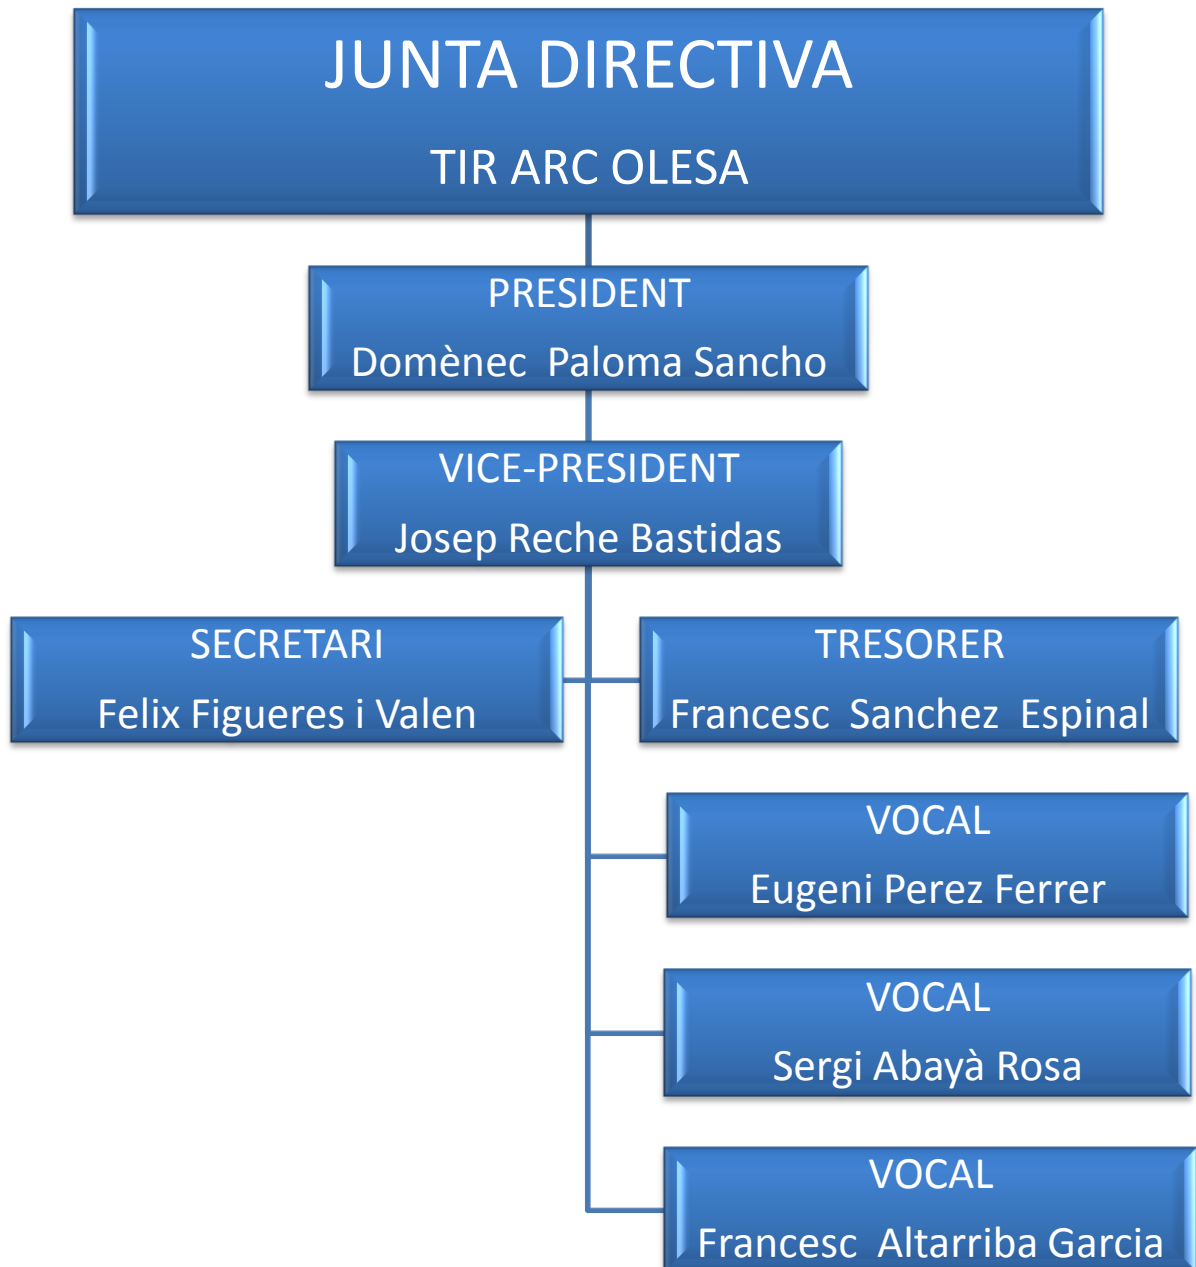 JUNTA DIRECTIVA
TIR ARC OLESA
PRESIDENT
Domènec Paloma Sancho
VICE-PRESIDENT
Josep Reche Bastidas
SECRETARI
Felix Figueres i Valen
TRESORER
Francesc Sanchez Espinal
VOCAL
Eugeni Perez Ferrer
VOCAL
Sergi Abayà Rosa
VOCAL
Francesc Altarriba Garcia